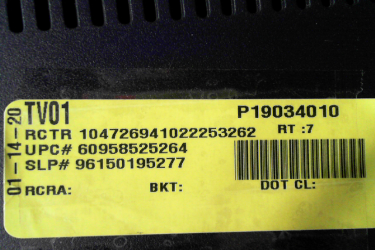 01-14-20
TV01 P19034010
RCTR 104726941022253262 RT :7
UPC# 60958525264
SLP# 96150195277
RCRA: BKT: DOT CL: